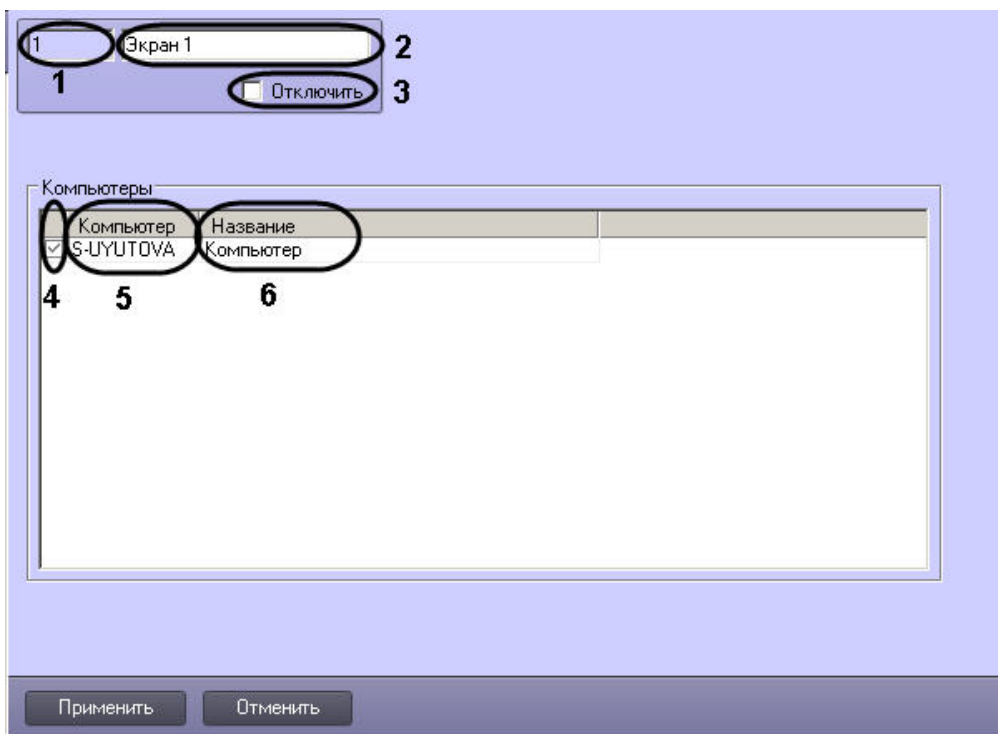 1 Экран 1 2
1 Отключить 3
Компьютеры
Компьютер Название
S-UYUTOVA Компьютер
4 5 6
Применить Отменить